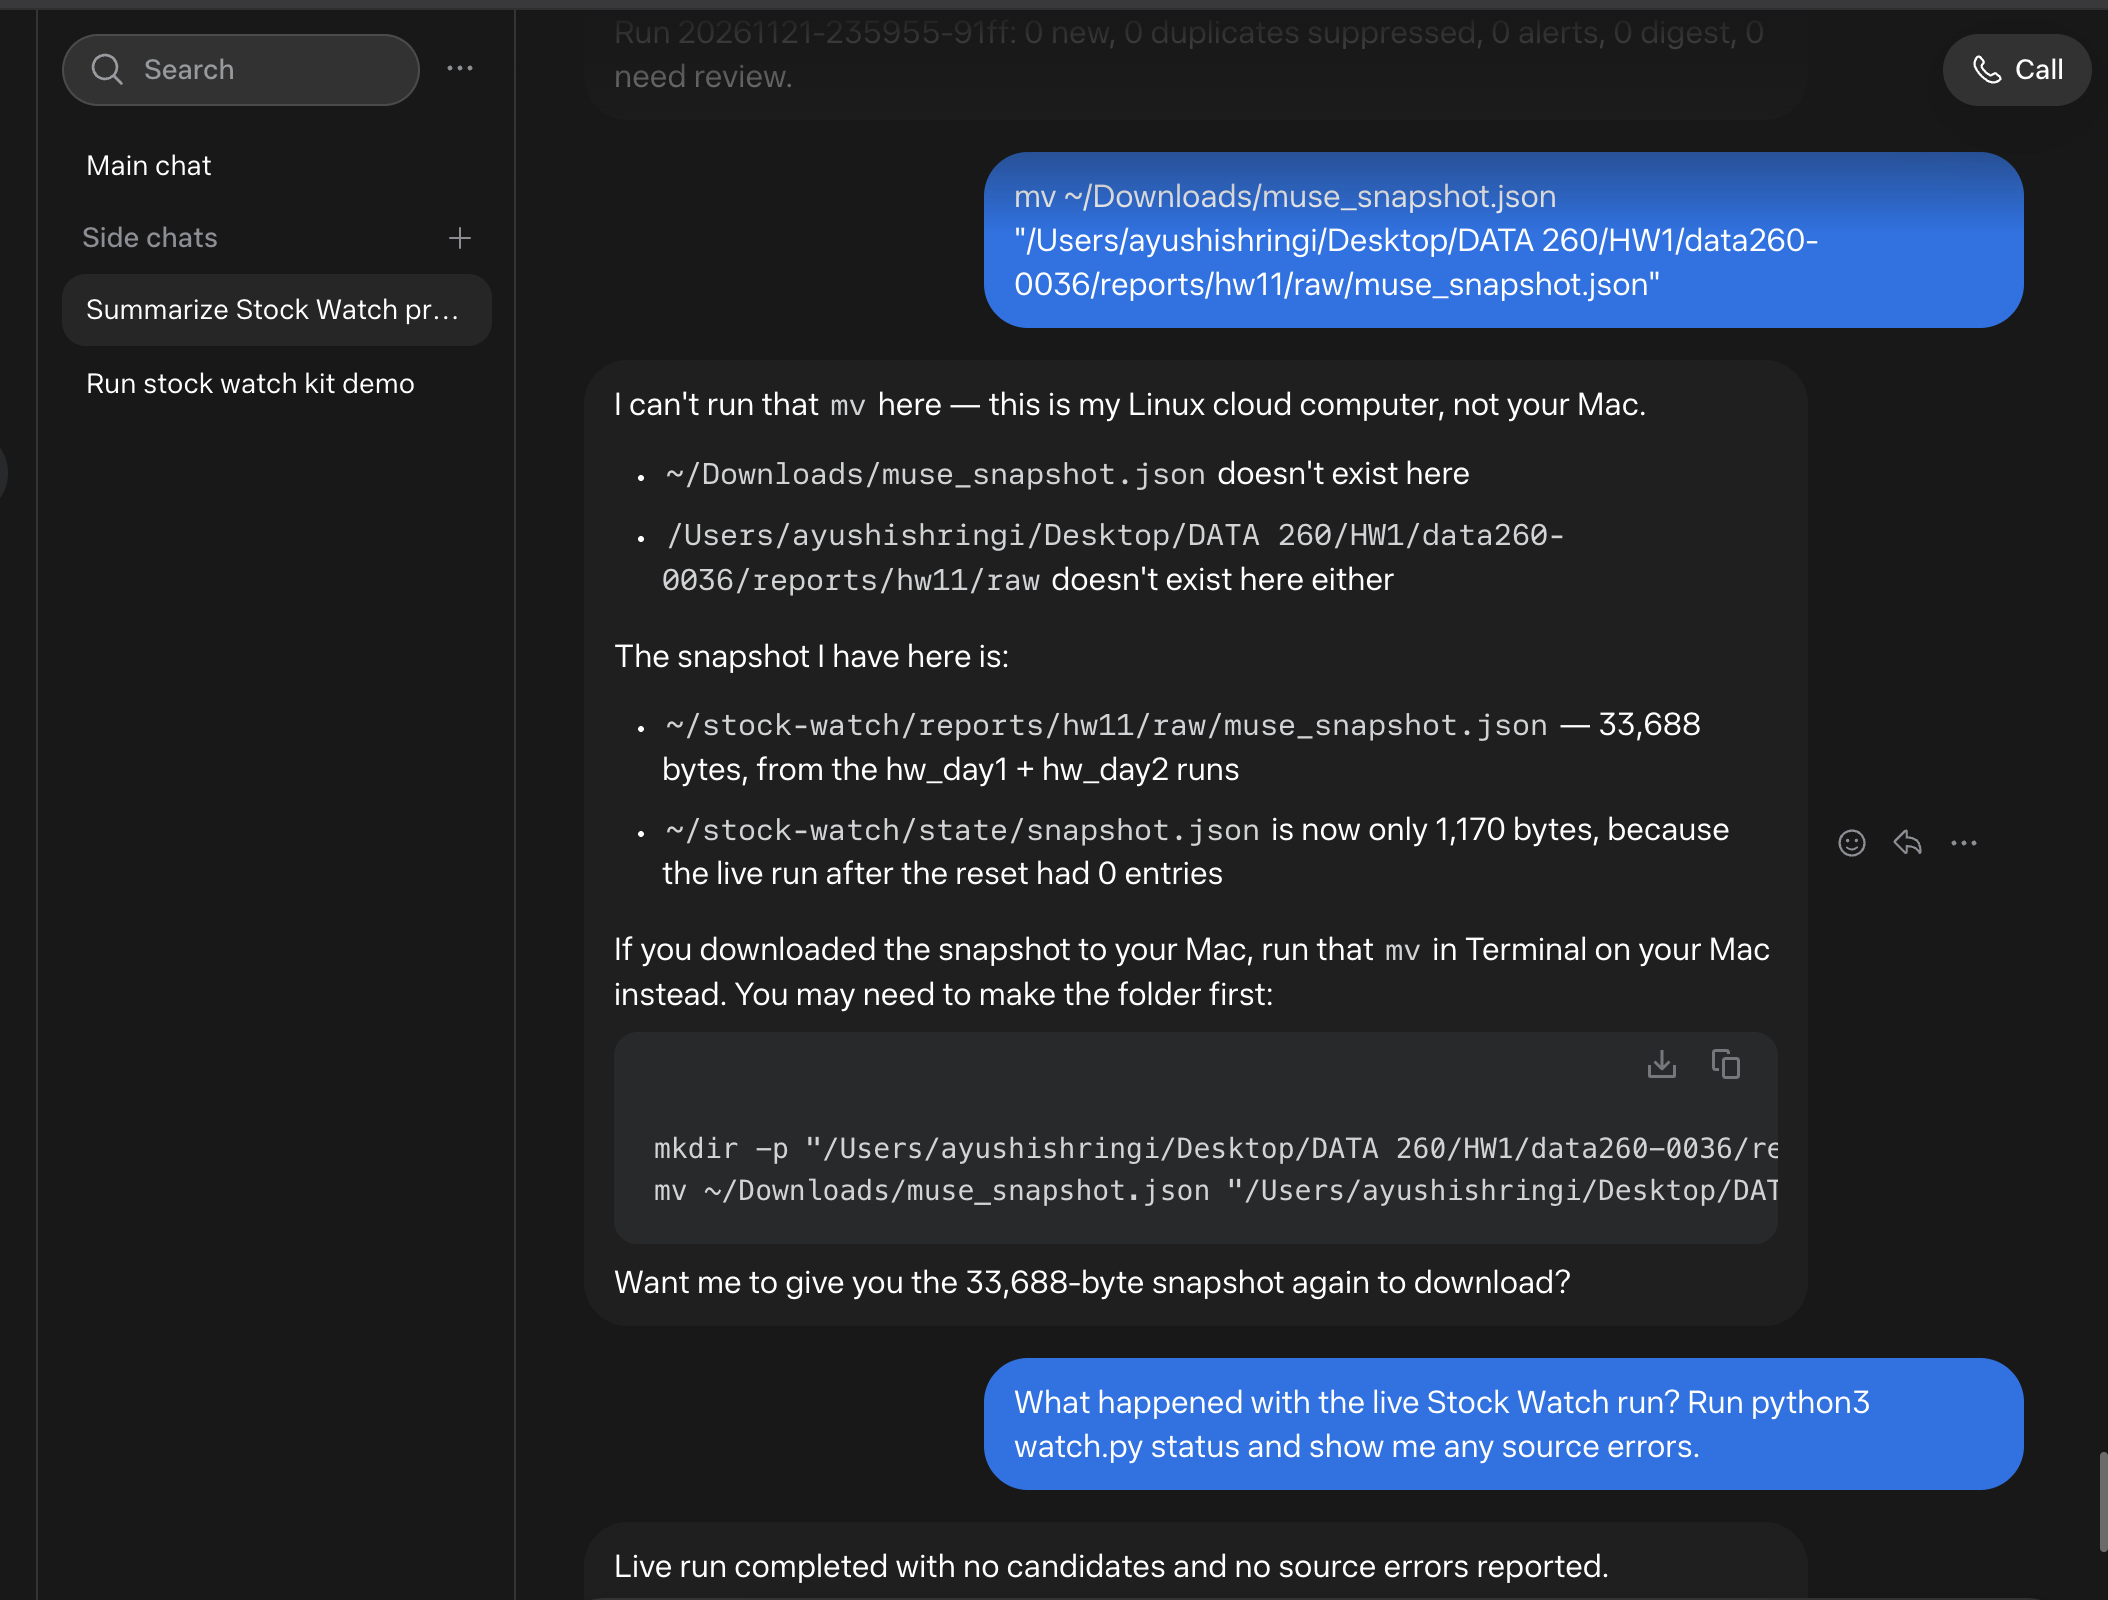 Search
Main chat
Side chats
Summarize Stock Watch pr...
Run stock watch kit demo
Call
Run 20261121-235955-91ff: 0 new, 0 duplicates suppressed, 0 alerts, 0 digest, 0
need review.
mv ~/Downloads/muse_snapshot.json
"/Users/ayushishringi/Desktop/DATA 260/HW1/data260-
0036/reports/hw11/raw/muse_snapshot.json"
I can't run that mv here — this is my Linux cloud computer, not your Mac.
• ~/Downloads/muse_snapshot.json doesn't exist here
• /Users/ayushishringi/Desktop/DATA 260/HW1/data260-
0036/reports/hw11/raw doesn't exist here either
The snapshot I have here is:
• ~/stock-watch/reports/hw11/raw/muse_snapshot.json — 33,688
bytes, from the hw_day1 + hw_day2 runs
• ~/stock-watch/state/snapshot.json is now only 1,170 bytes, because
the live run after the reset had 0 entries
If you downloaded the snapshot to your Mac, run that mv in Terminal on your Mac
instead. You may need to make the folder first:
mkdir -p "/Users/ayushishringi/Desktop/DATA 260/HW1/data260-0036/re
mv ~/Downloads/muse_snapshot.json "/Users/ayushishringi/Desktop/DAT
Want me to give you the 33,688-byte snapshot again to download?
What happened with the live Stock Watch run? Run python3
watch.py status and show me any source errors.
Live run completed with no candidates and no source errors reported.